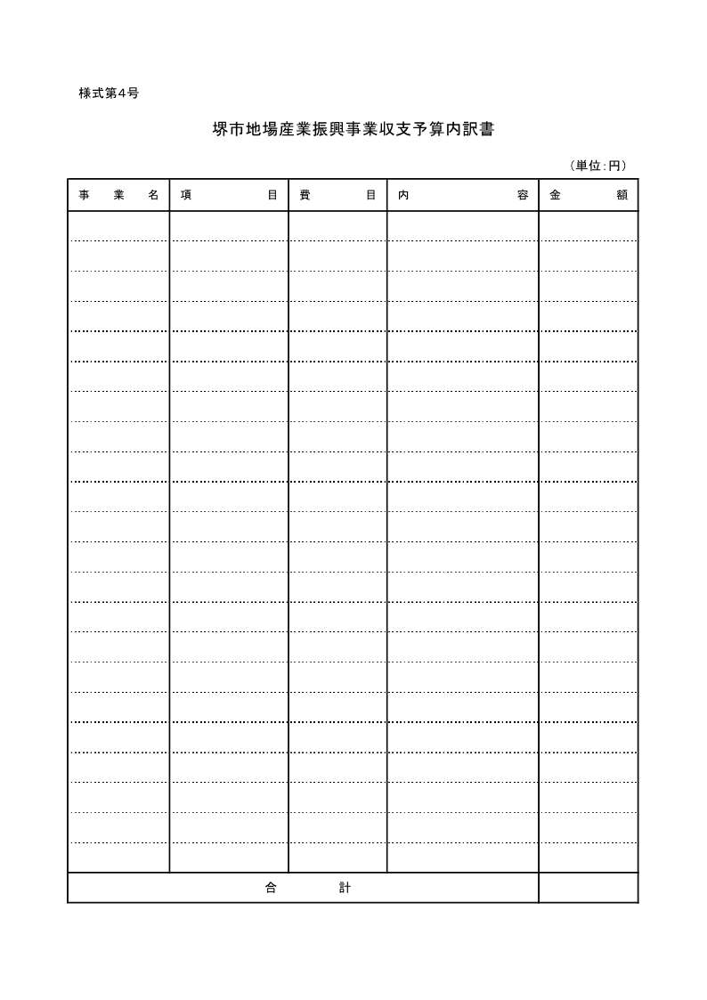 様式第4号
堺市地場産業振興事業収支予算内訳書
（単位：円）
事業名 項目 費目 内容 金額
合計